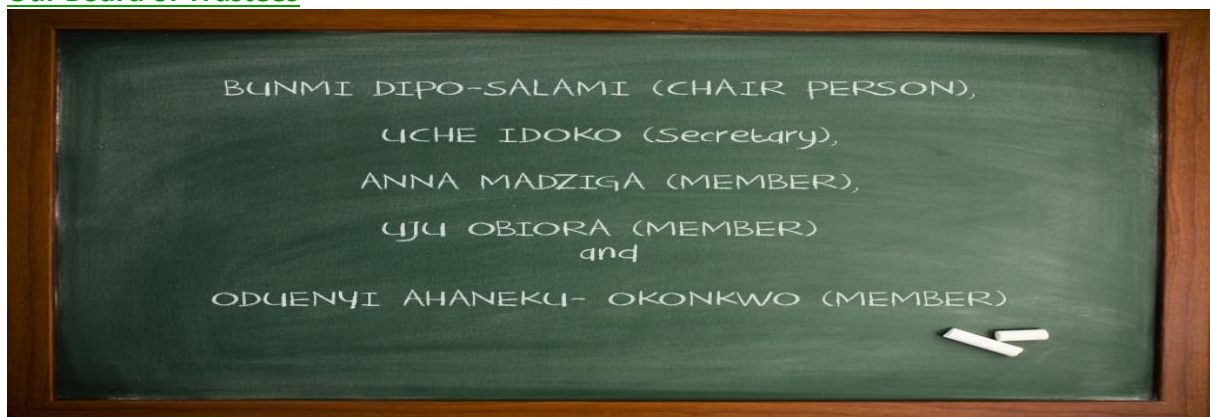 Our Board of Trustees
BUNMI DIPO-SALAMI (CHAIR PERSON),
UCHE IDOKO (Secretary),
ANNA MADZIGA (MEMBER),
UJU OBIORA (MEMBER)
and
ODUENYI AHANEKU- OKONKWO (MEMBER)